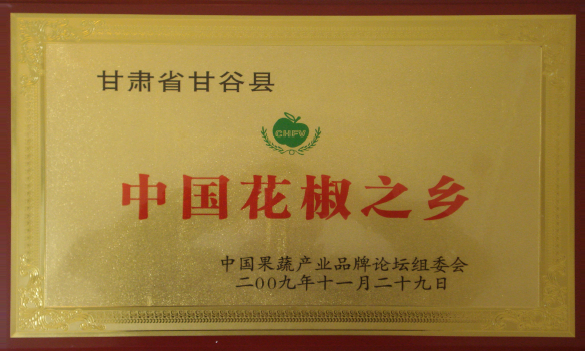 甘肃省甘谷县
CHFV
中国花椒之乡
中国果蔬产业品牌论坛组委会
二00九年十一月二十九日